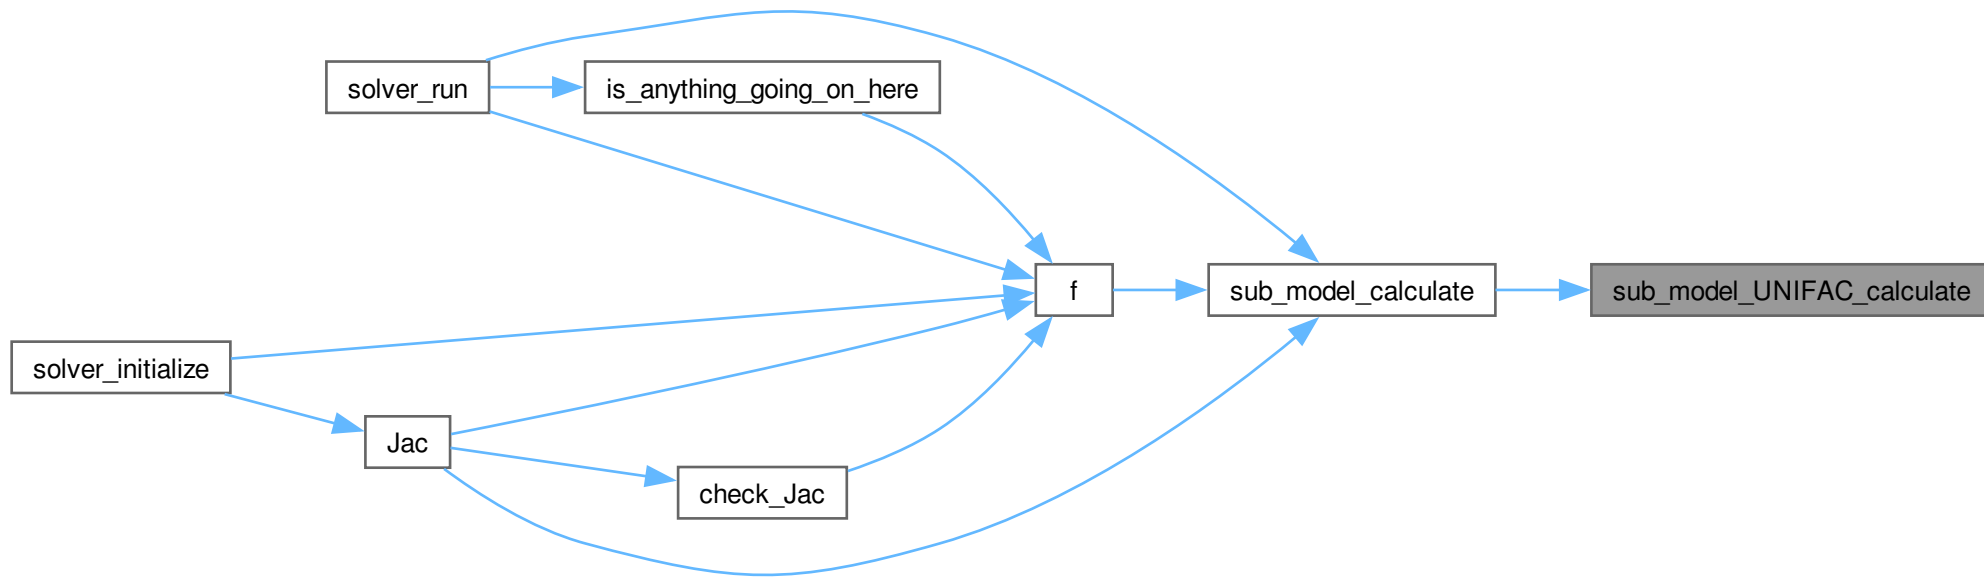 solver_run
is_anything_going_on_here
f
sub_model_calculate
sub_model_UNIFAC_calculate
solver_initialize
Jac
check_Jac